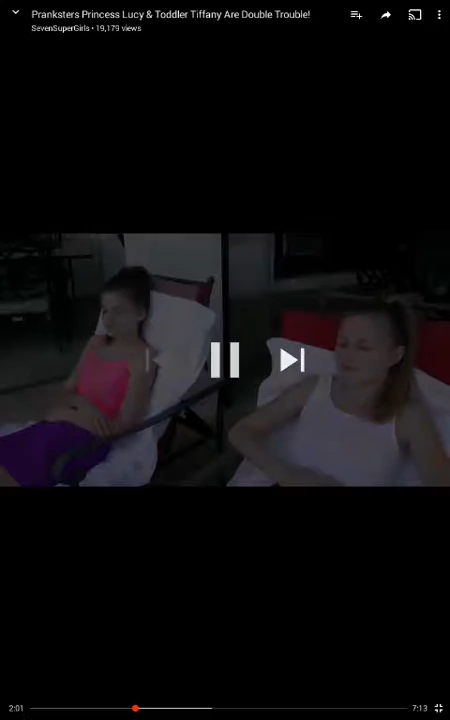 Pranksters Princess Lucy & Toddler Tiffany Are Double Trouble!
SevenSuperGirls • 19,179 views
2:01
7:13